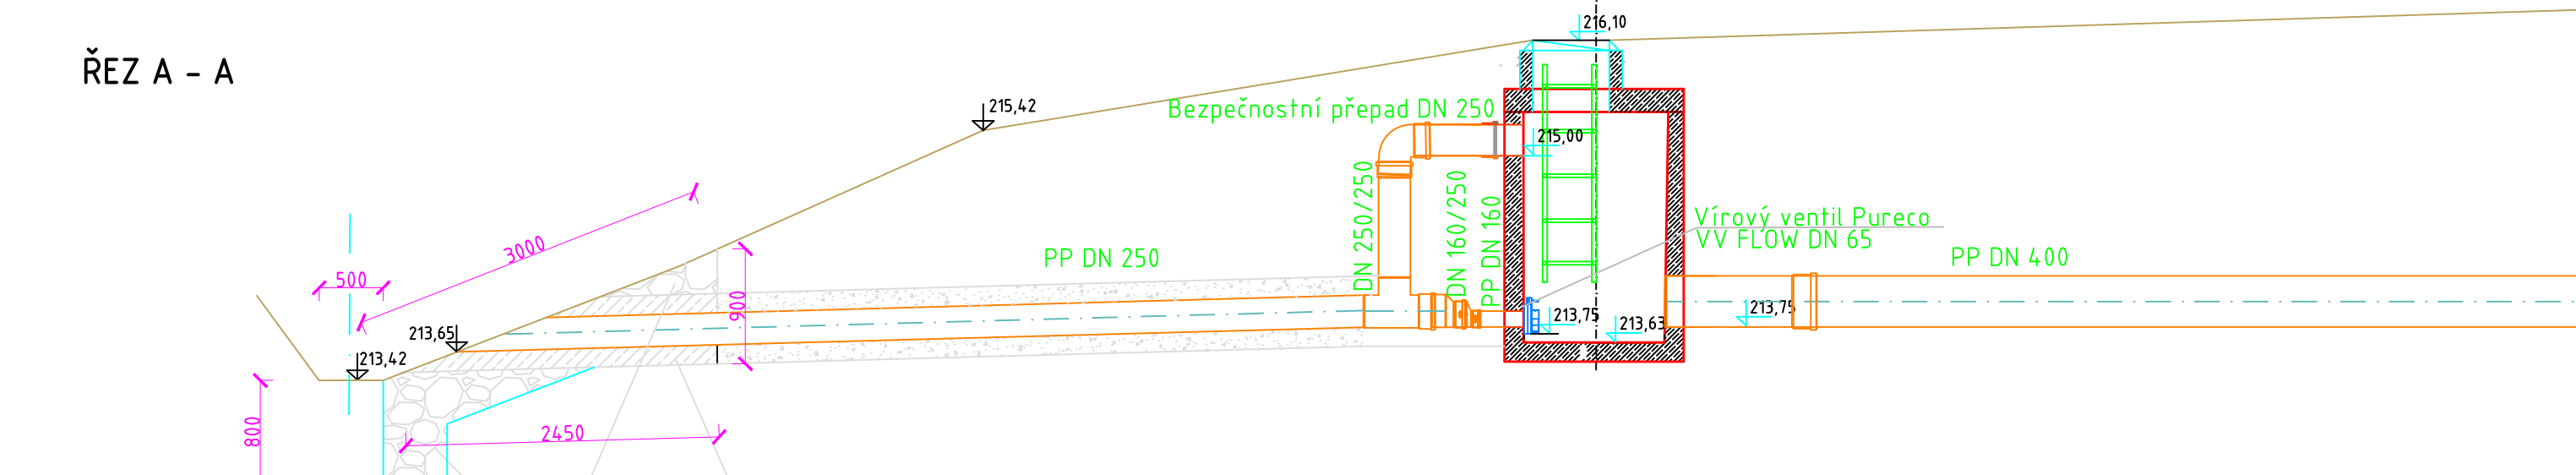 ŘEZ A - A
216,10
215,42
Bezpečnostní přepad DN 250
215,00
3000
DN 250/250
DN 160/250
PP DN 160
Vírový ventil Pureco
VV FLOW DN 65
PP DN 250
PP DN 400
500
900
213,65
213,42
213,75
213,63
213,75
800
2450